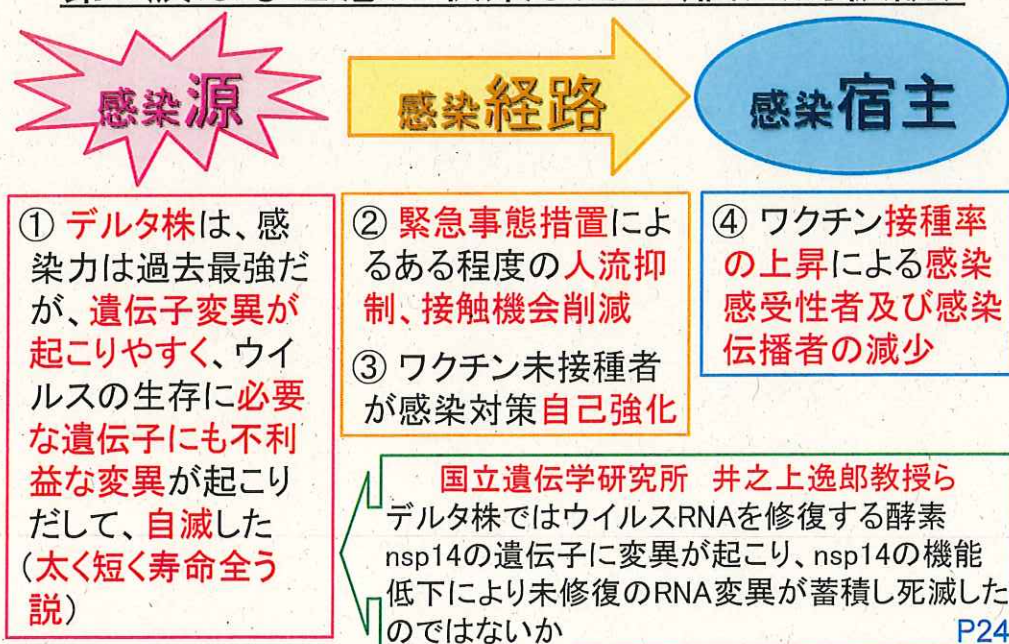 感染源
感染経路
感染宿主
① デルタ株は、感
染力は過去最強だ
が、遺伝子変異が
起こりやすく、ウイ
ルスの生存に必要
な遺伝子にも不利
益な変異が起こり
だして、自滅した
(太く短く寿命全う
説)
② 緊急事態措置によ
るある程度の人流抑
制、接触機会削減
③ ワクチン未接種者
が感染対策自己強化
④ ワクチン接種率
の上昇による感染
感受性者及び感染
伝播者の減少
国立遺伝学研究所 井之上逸郎教授ら
デルタ株ではウイルスRNAを修復する酵素
nsp14の遺伝子に変異が起こり、nsp14の機能
低下により未修復のRNA変異が蓄積し死滅した
のではないか
P24